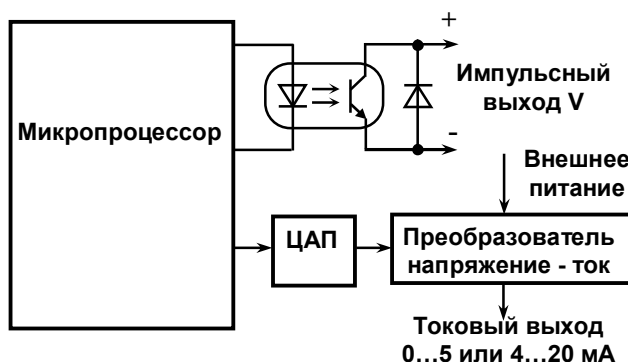 +
Импульсный
выход V
-
Микропроцессор
Внешнее
питание
ЦАП
Преобразователь
напряжение - ток
Токовый выход
0...5 или 4...20 мА